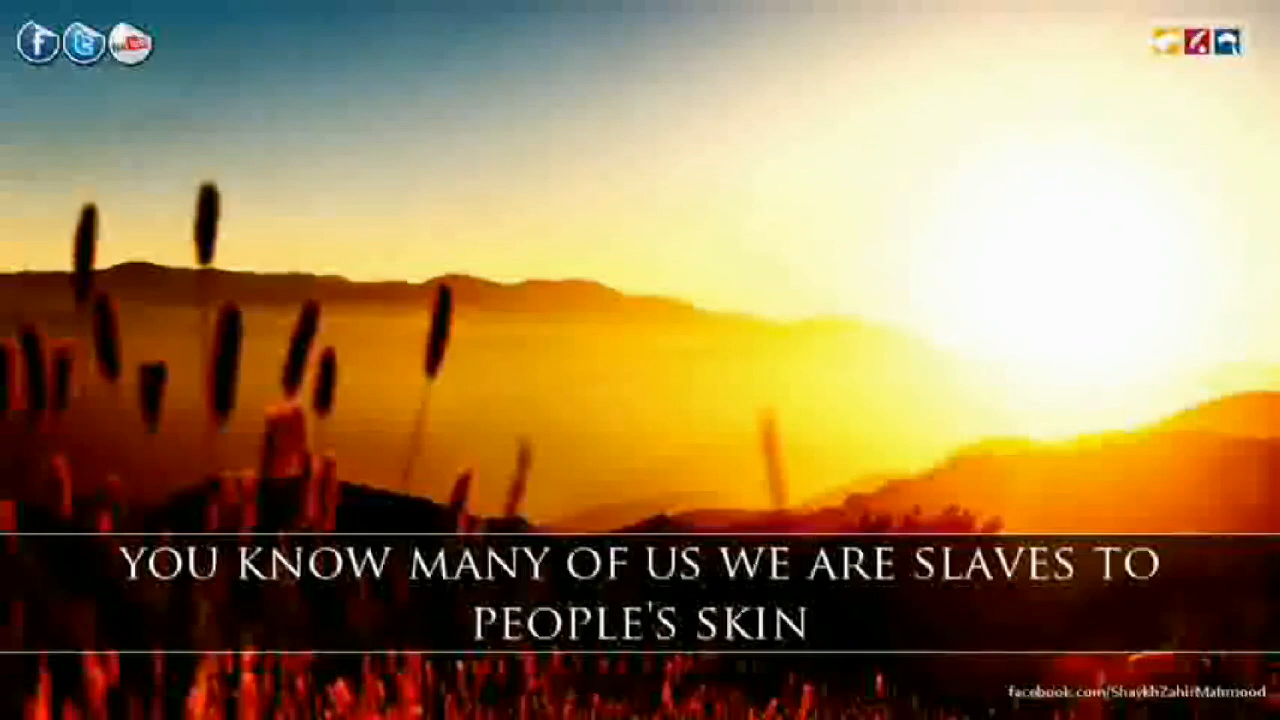 YOU KNOW MANY OF US WE ARE SLAVES TO
PEOPLE'S SKIN
facebook.com/ShaykhZahirMahmood